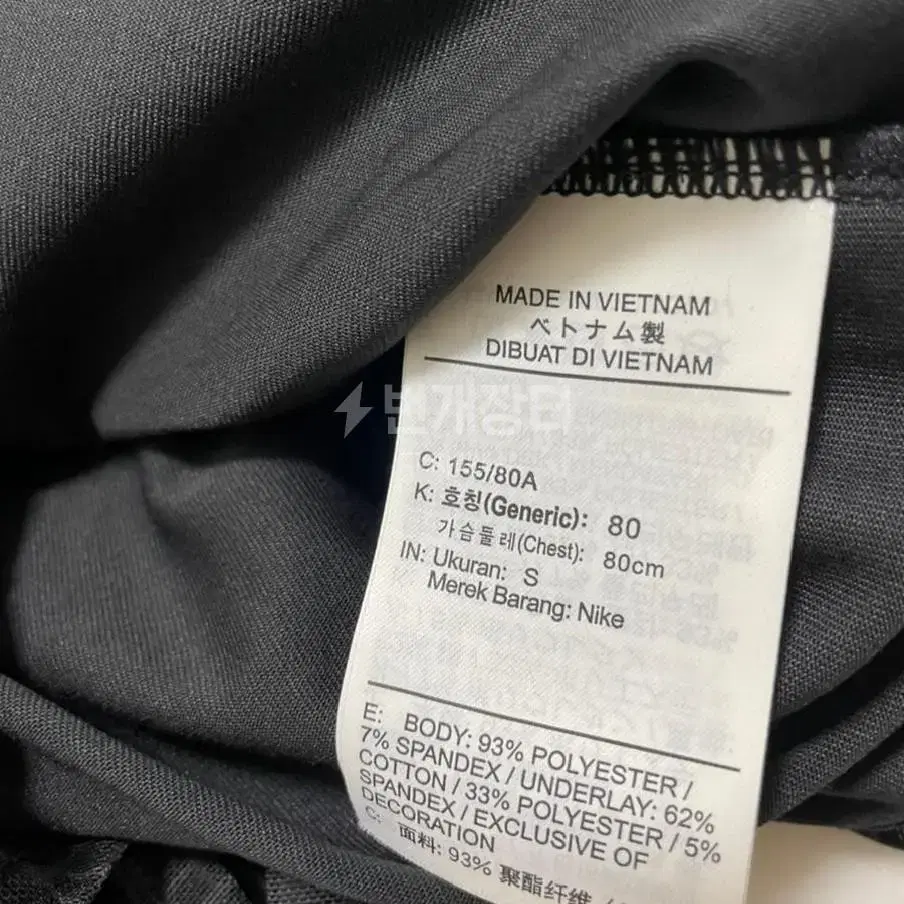 MADE IN VIETNAM
ベトナム製
DIBUAT DI VIETNAM
번개장터
C: 155/80A
K: 호칭(Generic): 80
가슴둘레(Chest): 80cm
IN: Ukuran: S
Merek Barang: Nike
E: BODY: 93% POLYESTER /
7% SPANDEX / UNDERLAY: 62%
COTTON / 33% POLYESTER / 5%
SPANDEX / EXCLUSIVE OF
DECORATION
C: 面料: 93% 聚酯纤维 /